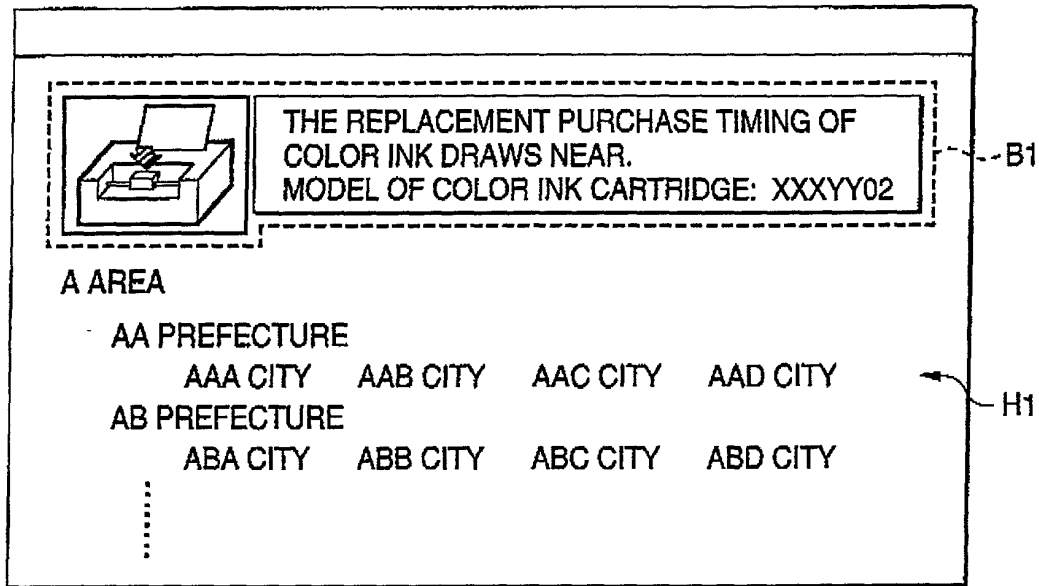 THE REPLACEMENT PURCHASE TIMING OF
COLOR INK DRAWS NEAR.
MODEL OF COLOR INK CARTRIDGE: XXXYY02
B1
A AREA
AA PREFECTURE
AAA CITY AAB CITY AAC CITY AAD CITY
H1
AB PREFECTURE
ABA CITY ABB CITY ABC CITY ABD CITY